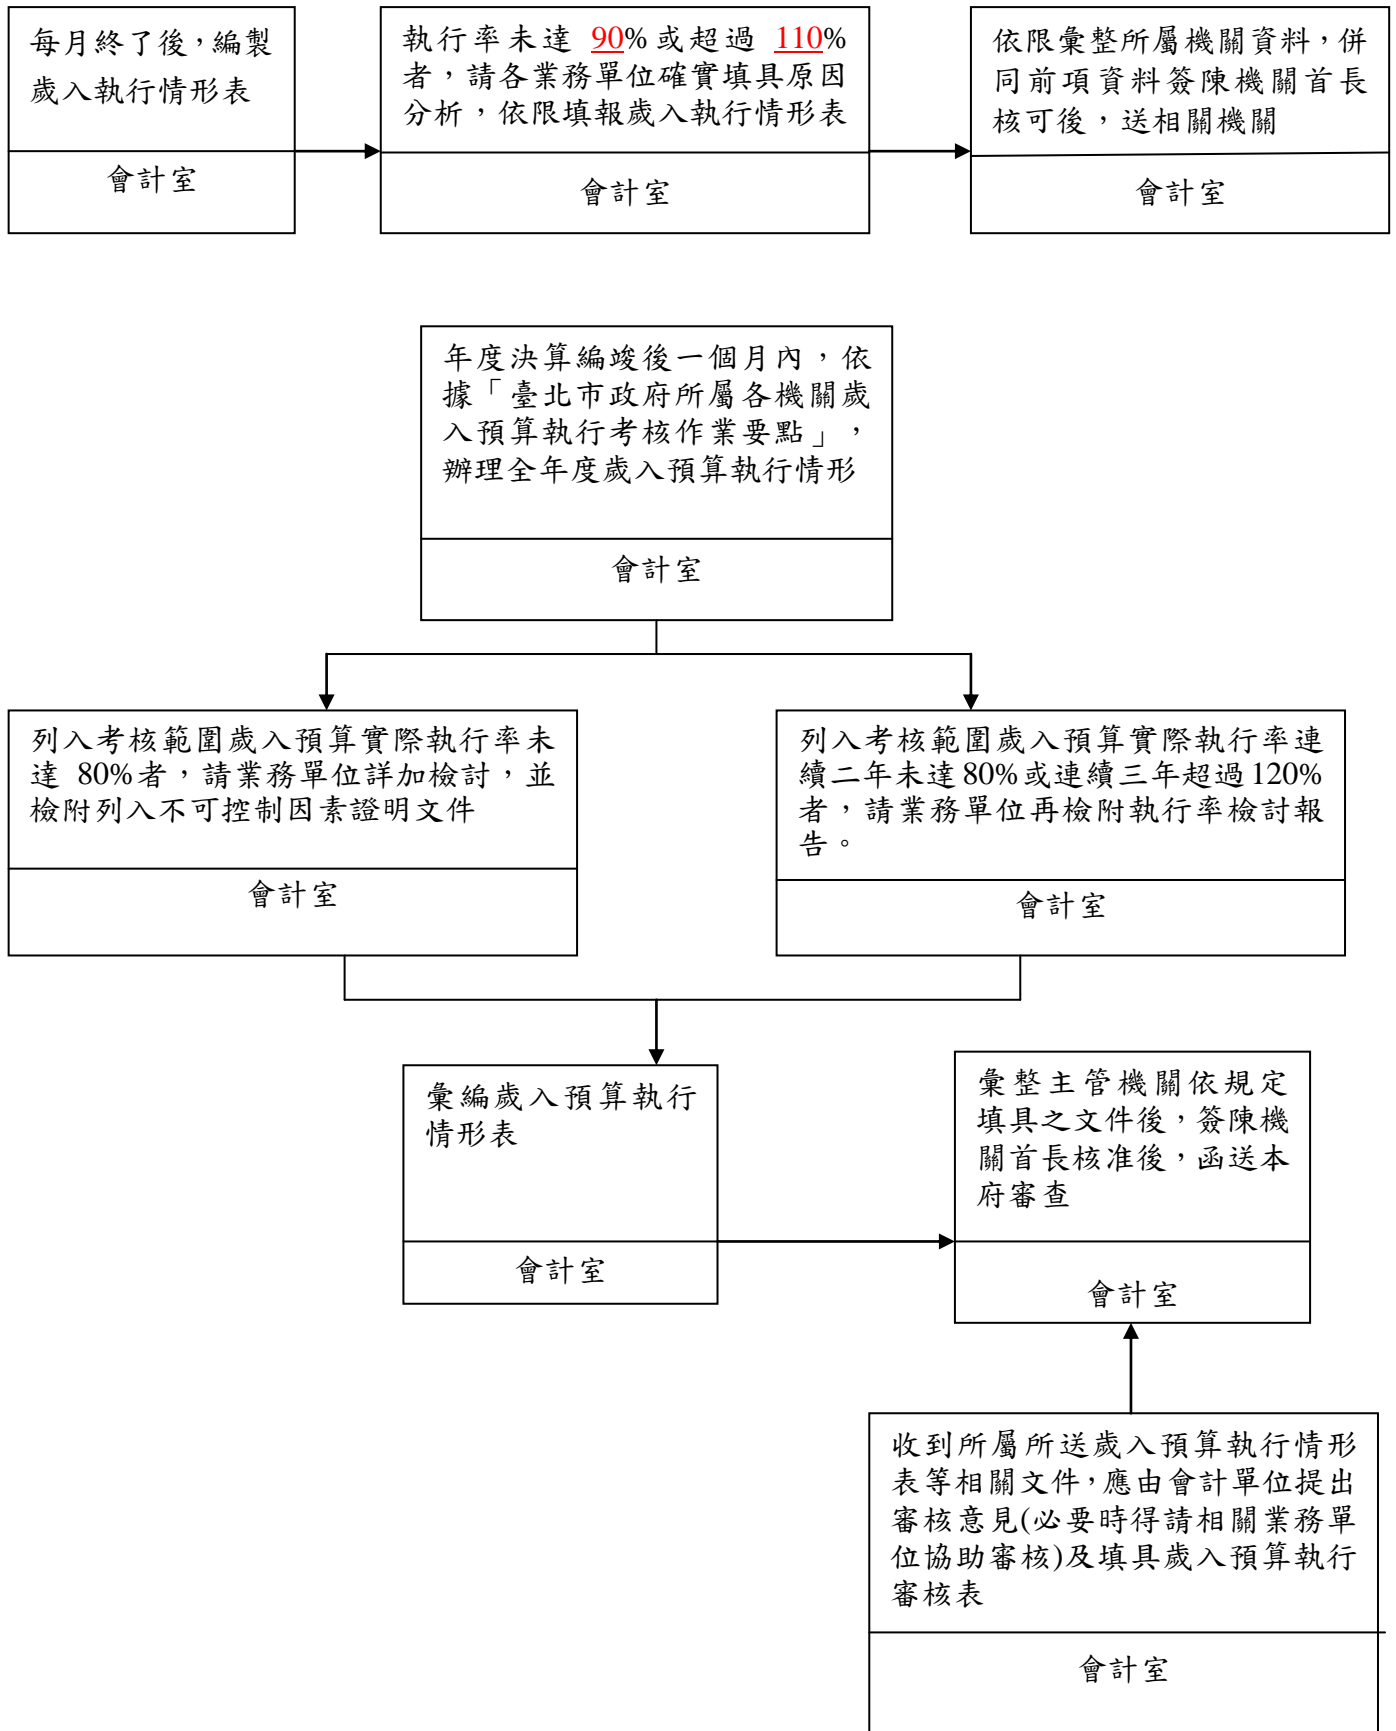 每月終了後，編製
歲入執行情形表
會計室
執行率未達 90%或超過 110%
者，請各業務單位確實填具原因
分析，依限填報歲入執行情形表
會計室
依限彙整所屬機關資料，併
同前項資料簽陳機關首長
核可後，送相關機關
會計室
年度決算編竣後一個月內，依
據「臺北市政府所屬各機關歲
入預算執行考核作業要點」，
辦理全年度歲入預算執行情形
會計室
列入考核範圍歲入預算實際執行率未
達 80%者，請業務單位詳加檢討，並
檢附列入不可控制因素證明文件
會計室
列入考核範圍歲入預算實際執行率連
續二年未達 80%或連續三年超過 120%
者，請業務單位再檢附執行率檢討報
告。
會計室
彙編歲入預算執行
情形表
會計室
彙整主管機關依規定
填具之文件後，簽陳機
關首長核准後，函送本
府審查
會計室
收到所屬所送歲入預算執行情形
表等相關文件，應由會計單位提出
審核意見(必要時得請相關業務單
位協助審核)及填具歲入預算執行
審核表
會計室